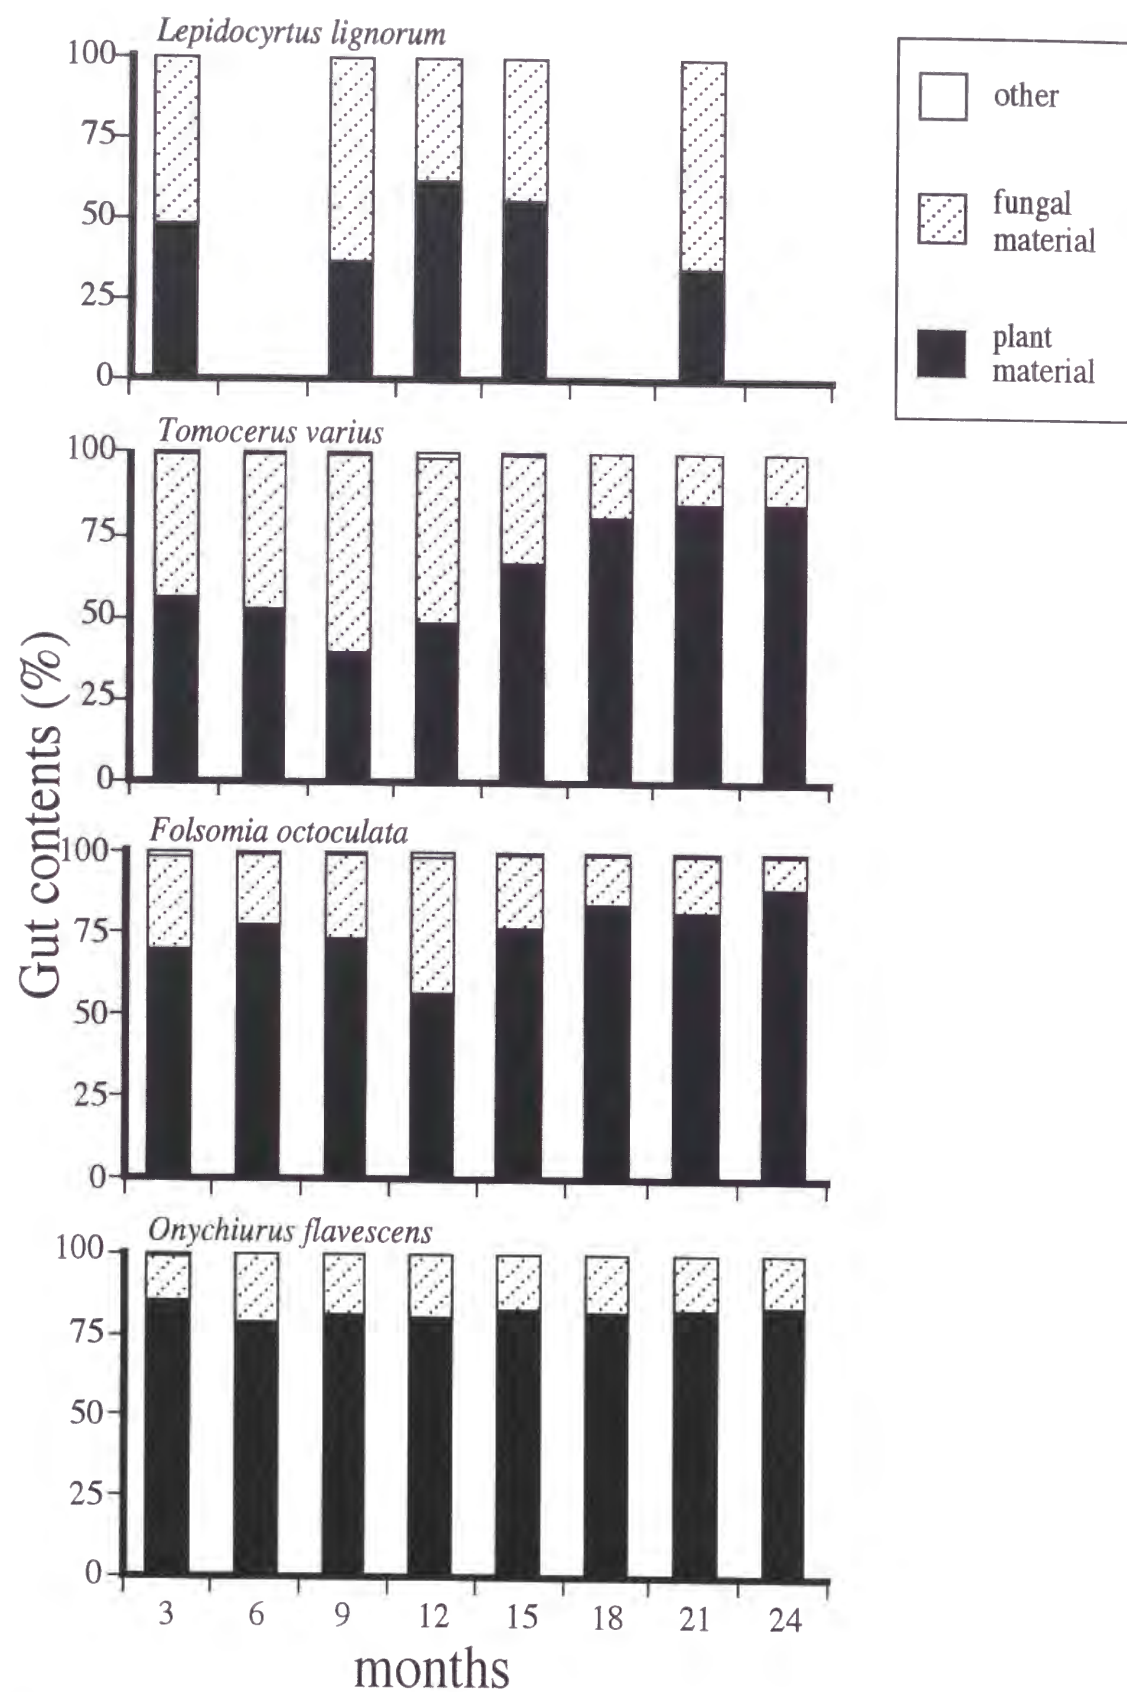 Lepidocyrtus lignorum
100
75
50
25
0
other
fungal
material
plant
material
Tomocerus varius
100
75
50
25
0
Gut contents (%)
Folsomia octoculata
100
75
50
25
0
Onychiurus flavescens
100
75
50
25
0
3 6 9 12 15 18 21 24
months